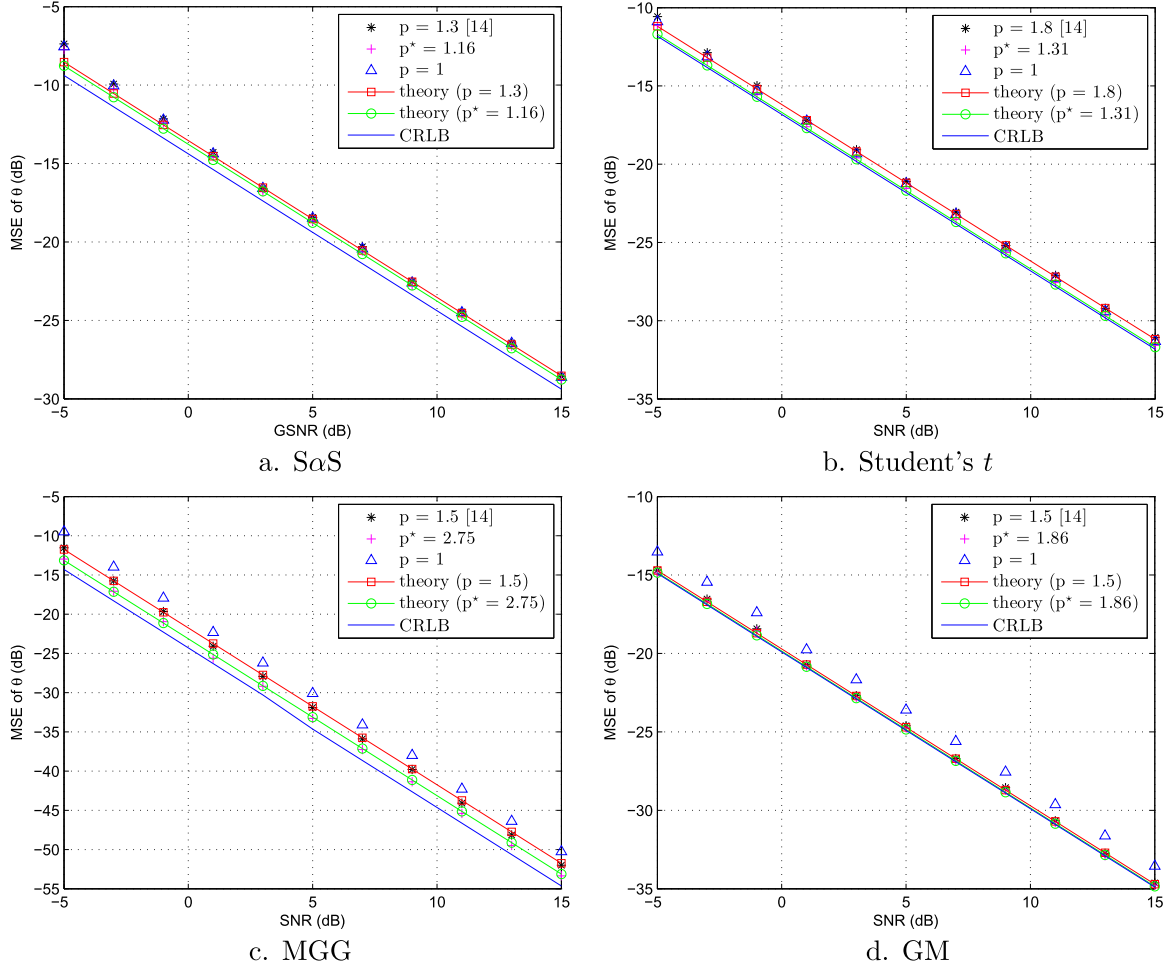 −5
−10
−15
−20
−25
−30
MSE of θ (dB)
p = 1.3 [14]
p⋆ = 1.16
p = 1
theory (p = 1.3)
theory (p⋆ = 1.16)
CRLB
−5
0
5
10
15
GSNR (dB)
a. SαS
−10
−15
−20
−25
−30
−35
MSE of θ (dB)
p = 1.8 [14]
p⋆ = 1.31
p = 1
theory (p = 1.8)
theory (p⋆ = 1.31)
CRLB
−5
0
5
10
15
SNR (dB)
b. Student's t
−5
−10
−15
−20
−25
−30
−35
−40
−45
−50
−55
MSE of θ (dB)
p = 1.5 [14]
p⋆ = 2.75
p = 1
theory (p = 1.5)
theory (p⋆ = 2.75)
CRLB
−5
0
5
10
15
SNR (dB)
c. MGG
−10
−15
−20
−25
−30
−35
MSE of θ (dB)
p = 1.5 [14]
p⋆ = 1.86
p = 1
theory (p = 1.5)
theory (p⋆ = 1.86)
CRLB
−5
0
5
10
15
SNR (dB)
d. GM